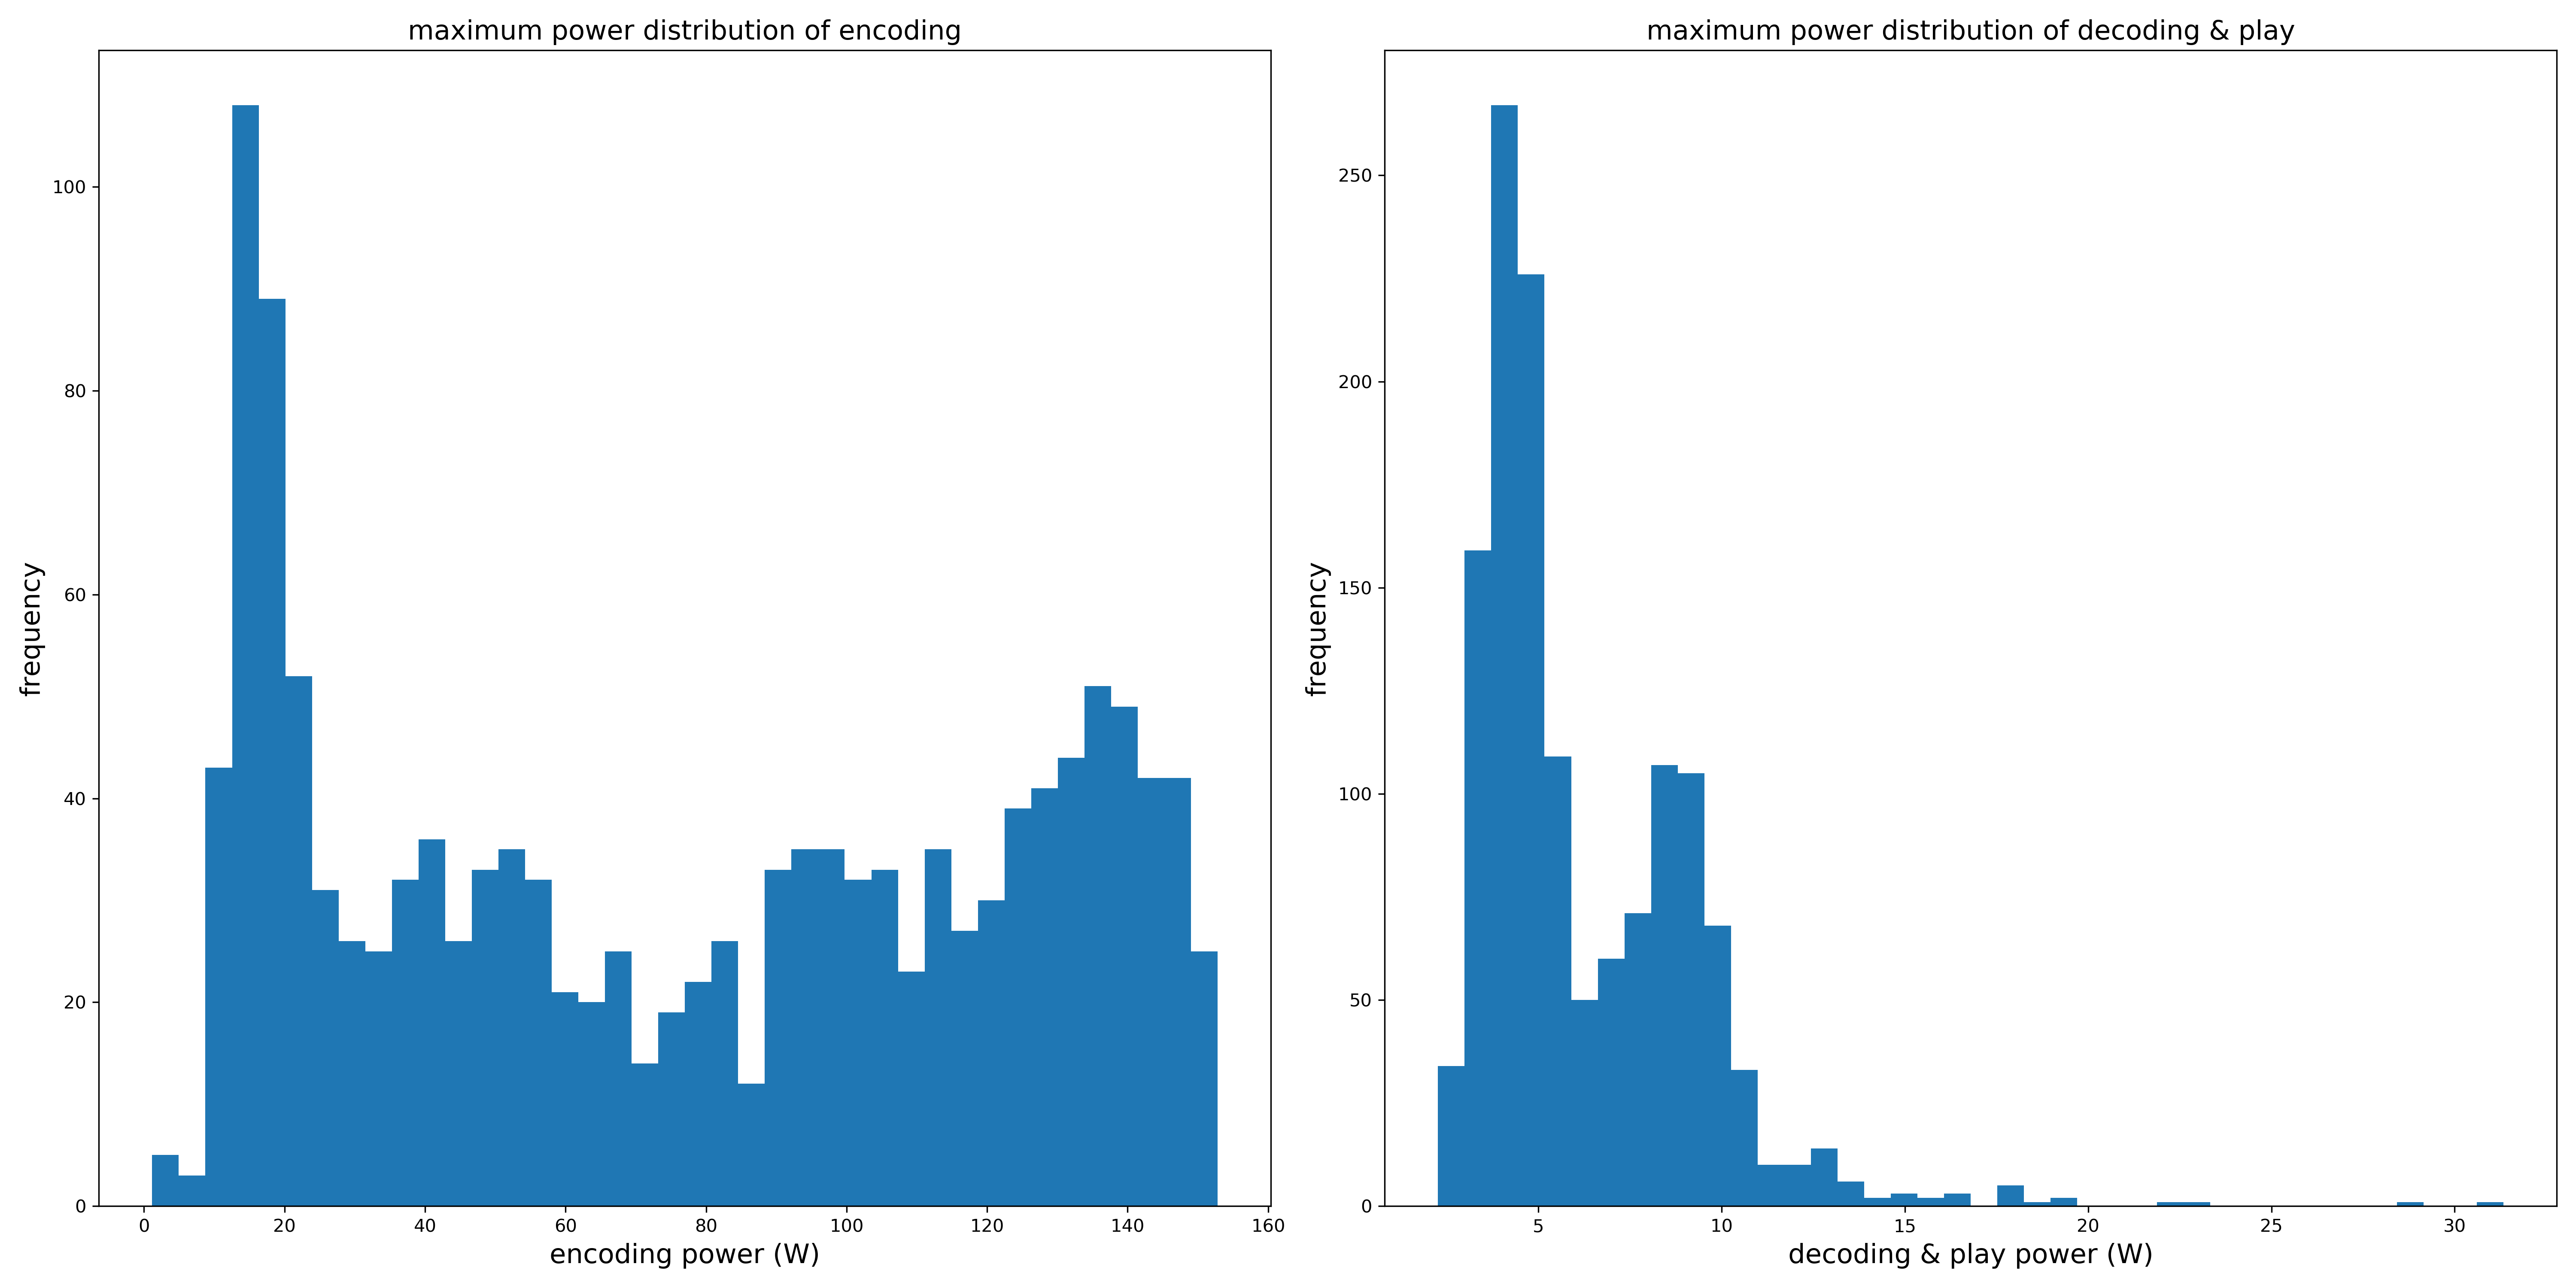 maximum power distribution of encoding
frequency
100
80
60
40
20
0
0 20 40 60 80 100 120 140 160
encoding power (W)
maximum power distribution of decoding & play
frequency
250
200
150
100
50
0
5 10 15 20 25 30
decoding & play power (W)